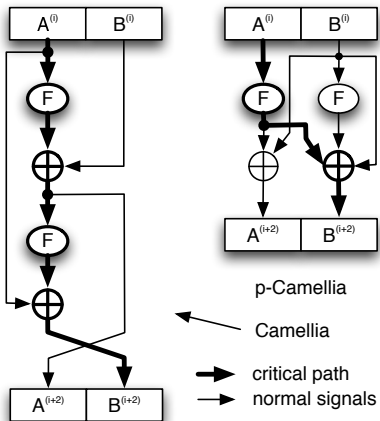 A(i) B(i) A(i) B(i)
F F F
F
A(i+2) B(i+2)
p-Camellia
Camellia
critical path
normal signals
A(i+2) B(i+2)